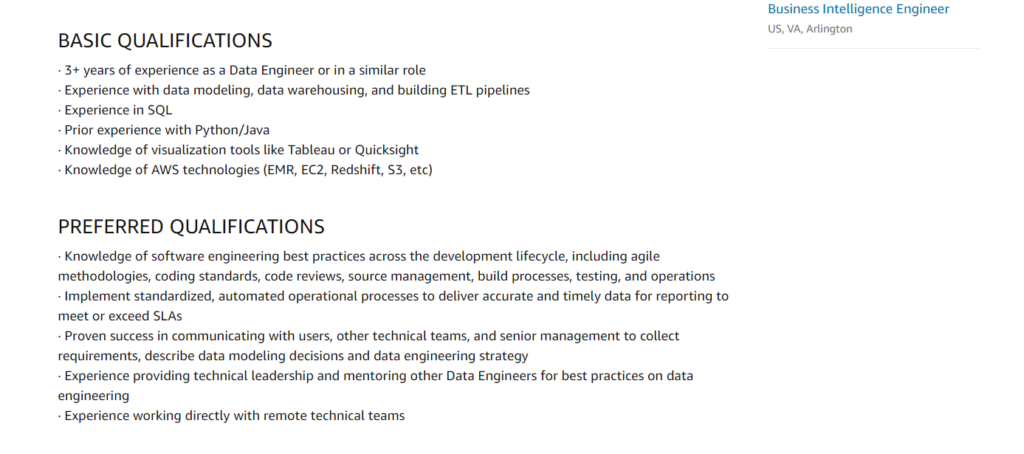 BASIC QUALIFICATIONS
· 3+ years of experience as a Data Engineer or in a similar role
· Experience with data modeling, data warehousing, and building ETL pipelines
· Experience in SQL
· Prior experience with Python/Java
· Knowledge of visualization tools like Tableau or Quicksight
· Knowledge of AWS technologies (EMR, EC2, Redshift, S3, etc)
PREFERRED QUALIFICATIONS
· Knowledge of software engineering best practices across the development lifecycle, including agile
methodologies, coding standards, code reviews, source management, build processes, testing, and operations
· Implement standardized, automated operational processes to deliver accurate and timely data for reporting to
meet or exceed SLAs
· Proven success in communicating with users, other technical teams, and senior management to collect
requirements, describe data modeling decisions and data engineering strategy
· Experience providing technical leadership and mentoring other Data Engineers for best practices on data
engineering
· Experience working directly with remote technical teams
Business Intelligence Engineer
US, VA, Arlington